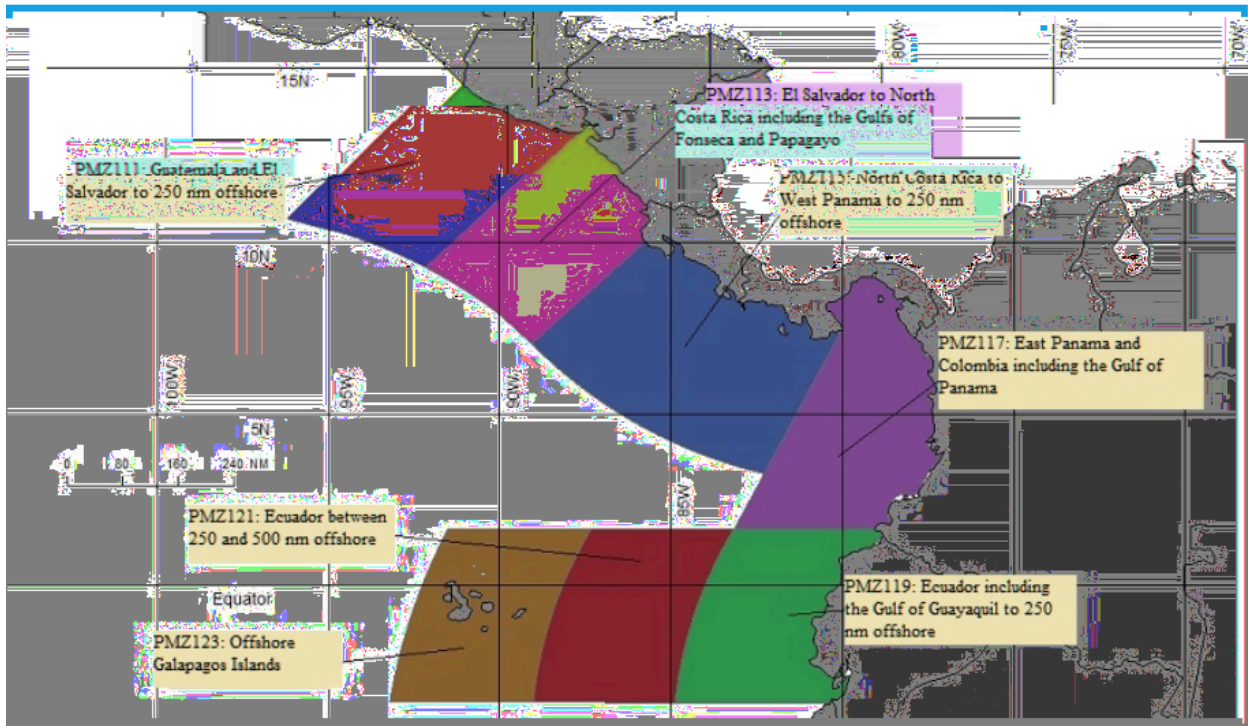 15N
80W
75W
70W
PMZ113: El Salvador to North
Costa Rica including the Gulfs of
Fonseca and Papagayo
PMZ111: Guatemala and El
Salvador to 250 nm offshore
PMZ115: North Costa Rica to
West Panama to 250 nm
offshore
10N
100W
95W
90W
PMZ117: East Panama and
Colombia including the Gulf of
Panama
5N
0 80 160 240 NM
85W
PMZ121: Ecuador between
250 and 500 nm offshore
Equator
PMZ119: Ecuador including
the Gulf of Guayaquil to 250
nm offshore
PMZ123: Offshore
Galapagos Islands